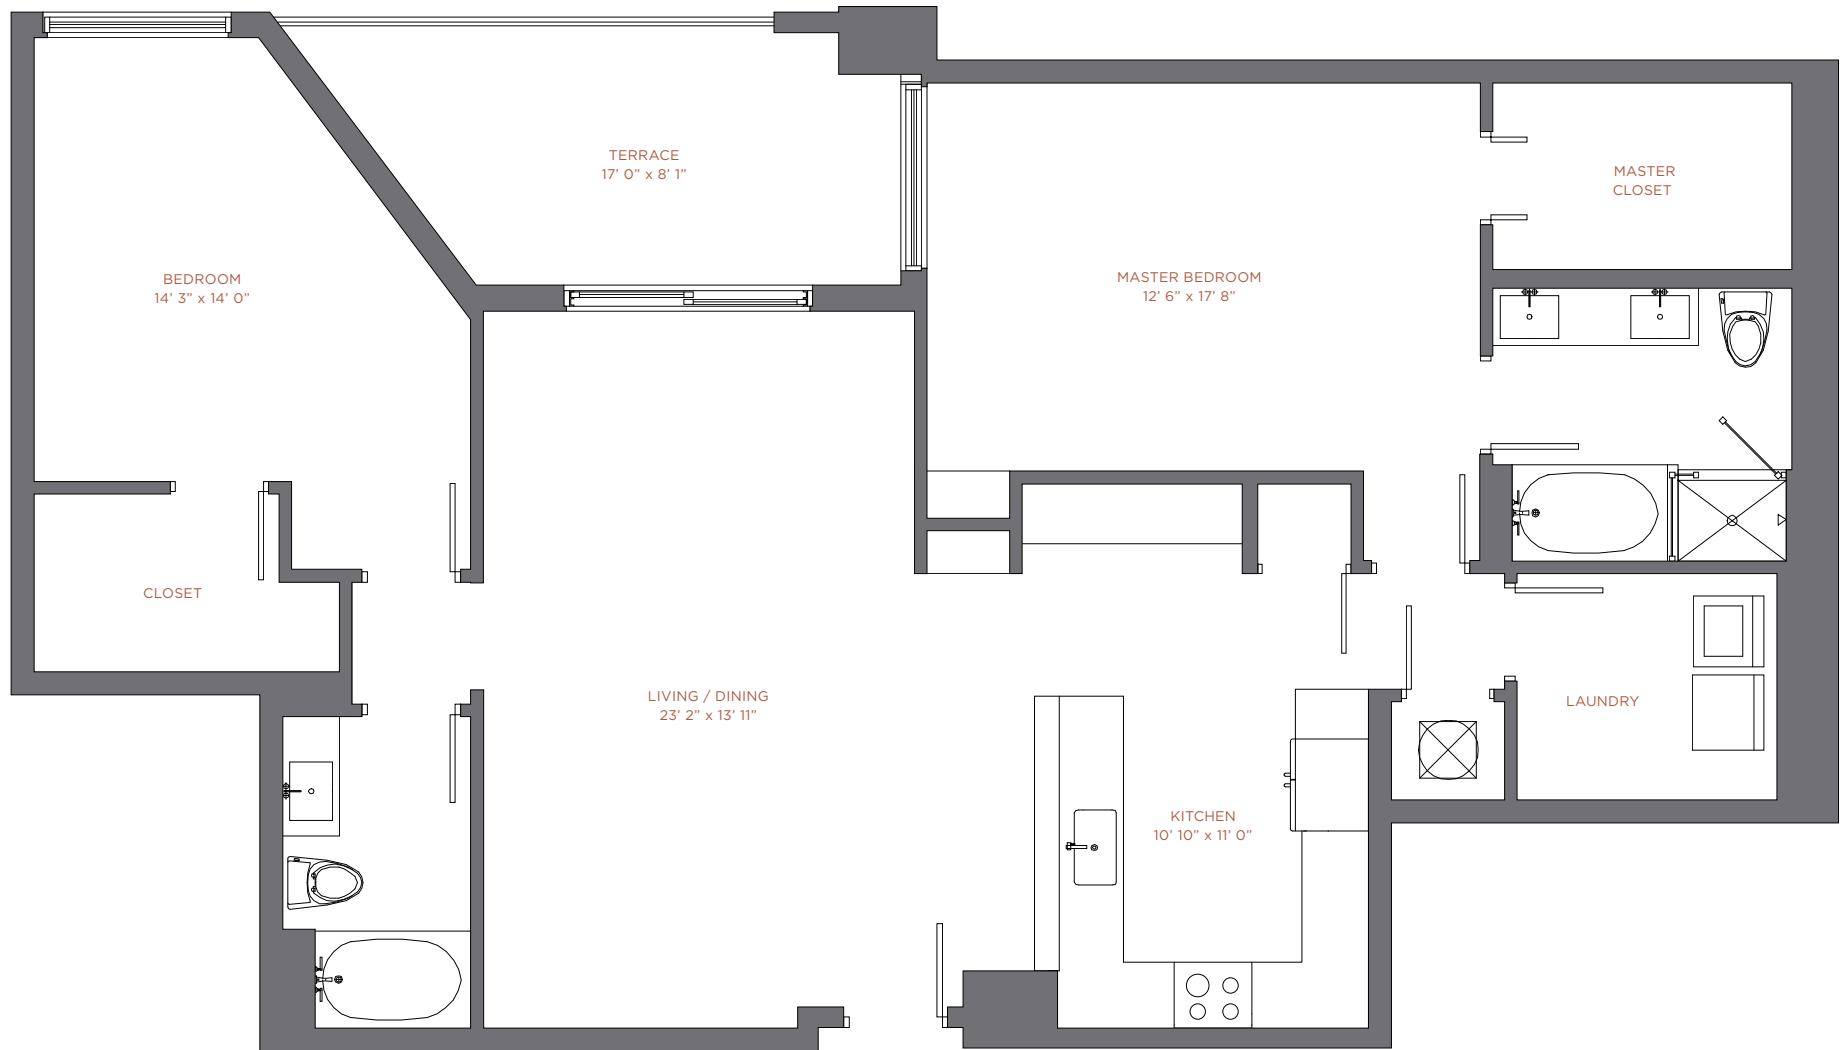 TERRACE
17’ 0” x 8’ 1”
MASTER
CLOSET
BEDROOM
14’ 3” x 14’ 0”
MASTER BEDROOM
12’ 6” x 17’ 8”
CLOSET
LIVING / DINING
23’ 2” x 13’ 11”
LAUNDRY
KITCHEN
10’ 10” x 11’ 0”